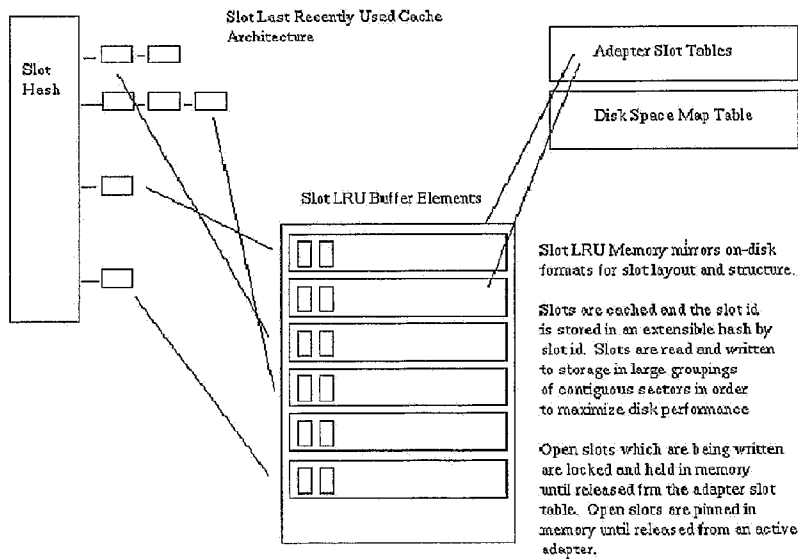 Slot Last Recently Used Cache
Architecture
Slot
Hash
Adapter Slot Tables
Disk Space Map Table
Slot LRU Buffer Elements
Slot LRU Memory mirrors on-disk
formats for slot layout and structure.
Slots are cached and the slot id
is stored in an extensible hash by
slot id. Slots are read and written
to storage in large groupings
of contiguous sectors in order
to maximize disk performance
Open slots which are being written
are locked and held in memory
until released frm the adapter slot
table. Open slots are pinned in
memory until released from an active
adapter.